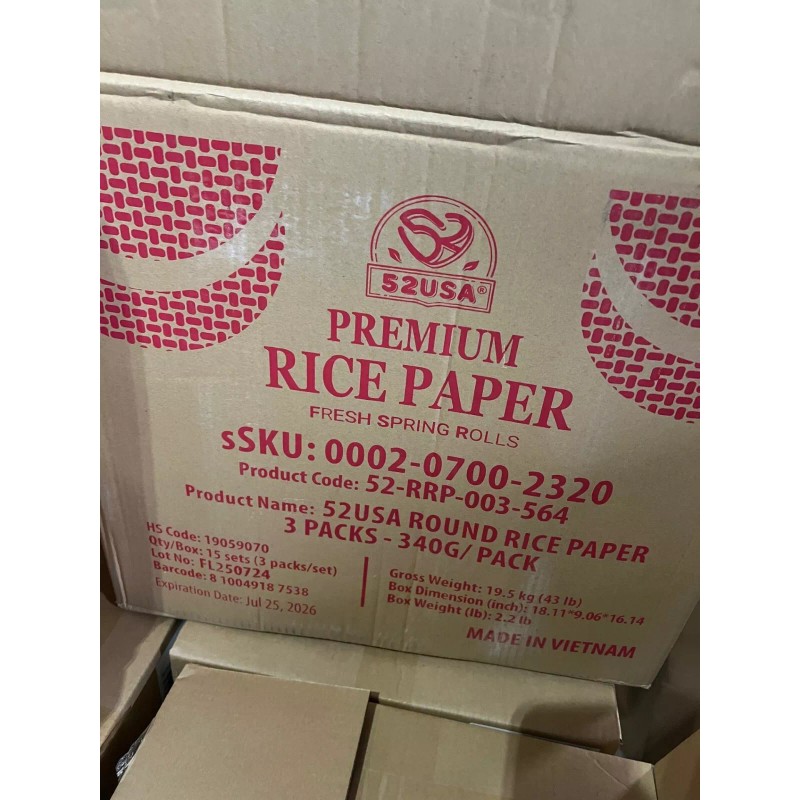 52
52USA®
PREMIUM
RICE PAPER
FRESH SPRING ROLLS
sSKU: 0002-0700-2320
Product Code: 52-RRP-003-564
Product Name: 52USA ROUND RICE PAPER
3 PACKS - 340G/ PACK
HS Code: 19059070
Qty/Box: 15 sets (3 packs/set)
Lot No: FL250724
Barcode: 8 1004918 7538
Expiration Date: Jul 25, 2026
Gross Weight: 19.5 kg (43 lb)
Box Dimension (inch): 18.11*9.06*16.14
Box Weight (lb): 2.2 lb
MADE IN VIETNAM